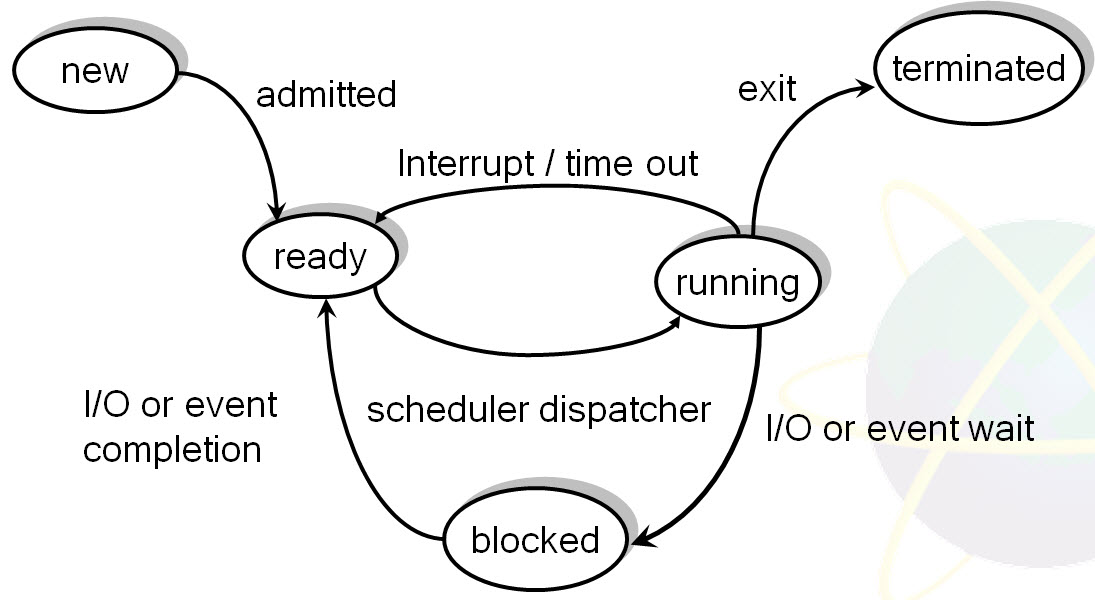 new
terminated
admitted
exit
Interrupt / time out
ready
running
I/O or event
completion
scheduler dispatcher
I/O or event wait
blocked